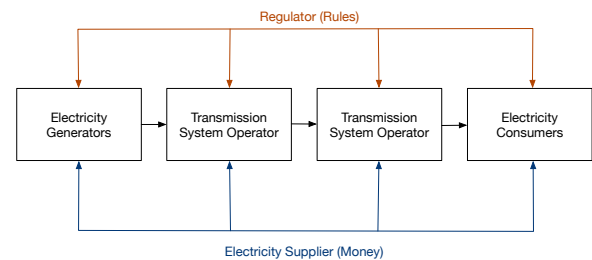 Regulator (Rules)
Electricity
Generators
Transmission
System Operator
Transmission
System Operator
Electricity
Consumers
Electricity Supplier (Money)